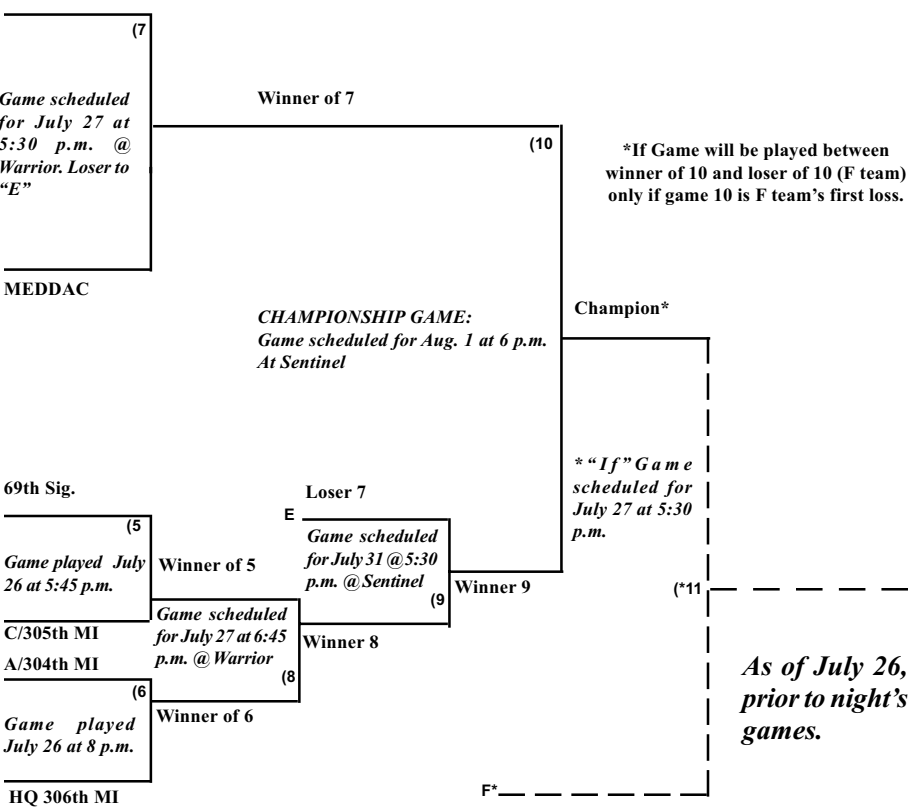 (7
Game scheduled
for July 27 at
5:30 p.m. @
Warrior. Loser to
“E”
MEDDAC
Winner of 7
(10
*If Game will be played between
winner of 10 and loser of 10 (F team)
only if game 10 is F team’s first loss.
CHAMPIONSHIP GAME:
Game scheduled for Aug. 1 at 6 p.m.
At Sentinel
Champion*
*“If” Game
scheduled for
July 27 at 5:30
p.m.
69th Sig.
(5
Game played July
26 at 5:45 p.m.
C/305th MI
Winner of 5
A/304th MI
(6
Game played
July 26 at 8 p.m.
HQ 306th MI
Winner of 6
Game scheduled
for July 27 at 6:45
p.m. @ Warrior
(8
Loser 7
E
Game scheduled
for July 31 @ 5:30
p.m. @ Sentinel
(9
Winner 8
Winner 9
(*11
As of July 26,
prior to night’s
games.
F*